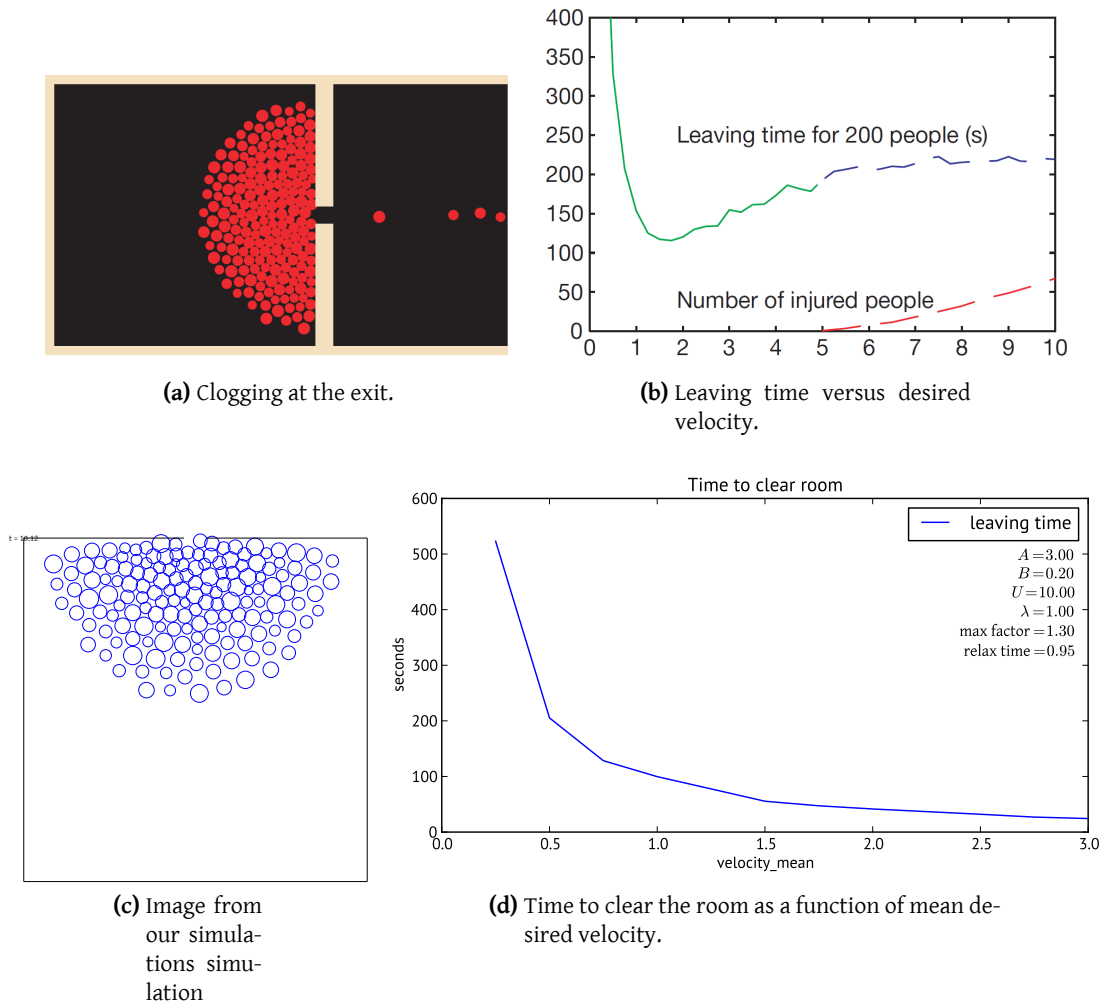 400
350
300
250
200
150
100
50
0
Leaving time for 200 people (s)
Number of injured people
0 1 2 3 4 5 6 7 8 9 10
(a) Clogging at the exit.
(b) Leaving time versus desired
velocity.
t = 10.12
Time to clear room
600
500
400
300
200
100
0
seconds
leaving time
A = 3.00
B = 0.20
U = 10.00
λ = 1.00
max factor = 1.30
relax time = 0.95
0.0 0.5 1.0 1.5 2.0 2.5 3.0
velocity_mean
(c) Image from
our simula-
tions simu-
lation
(d) Time to clear the room as a function of mean de-
sired velocity.